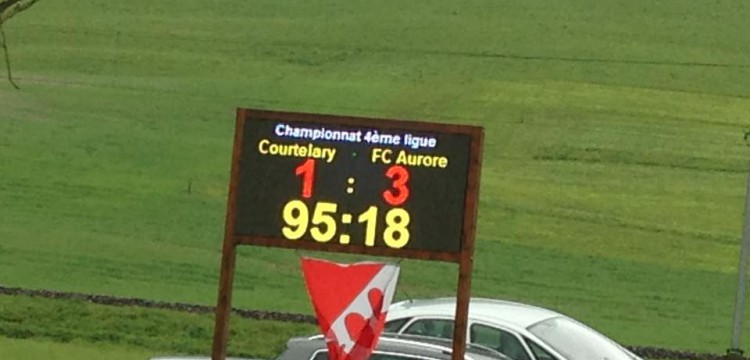 Championnat 4ème ligue
Courtelary - FC Aurore
1 : 3
95:18